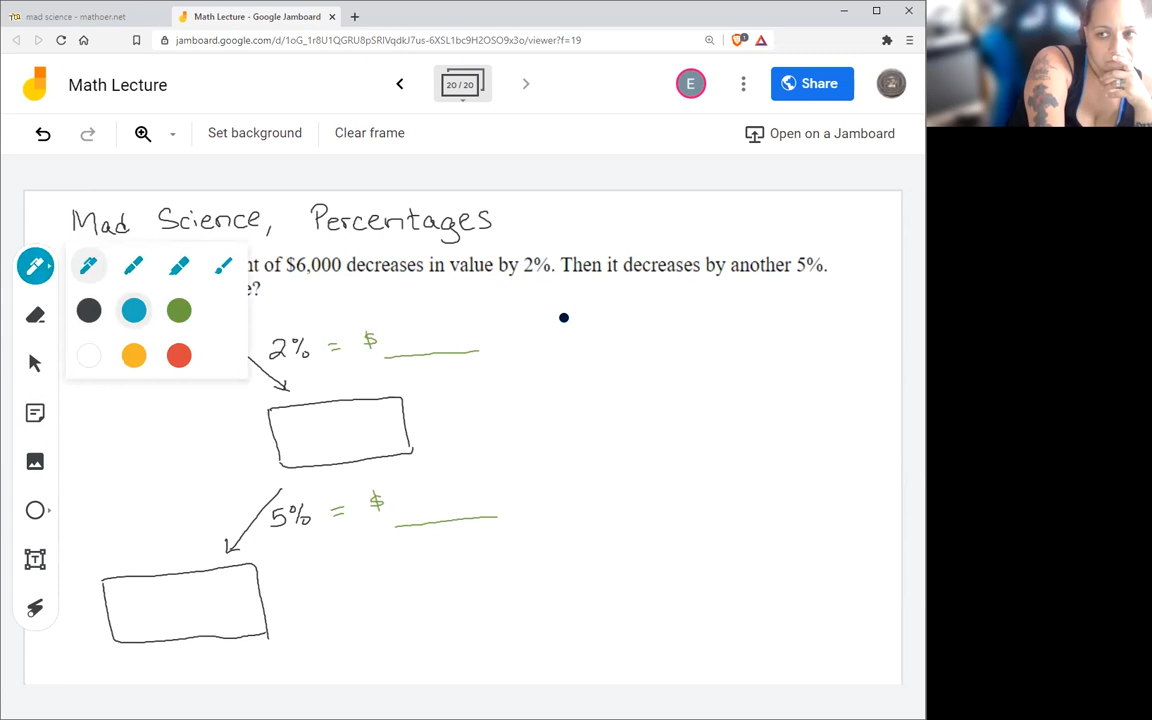 mad science - mathoer.net
Math Lecture - Google Jamboard
jamboard.google.com/d/1oG_1r8U1QGRU8pSRIVqdkJ7us-6XSL1bc9H2OSO9x3o/viewer?f=19
1
Math Lecture
20 / 20
E
Share
Set background
Clear frame
Open on a Jamboard
Mad Science, Percentages
nt of $6,000 decreases in value by 2%. Then it decreases by another 5%.
e?
2% = $
5% = $
T